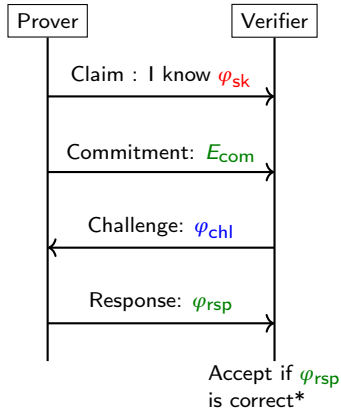 Prover
Verifier
Claim : I know φsk
Commitment: Ecom
Challenge: φchl
Response: φrsp
Accept if φrsp
is correct*